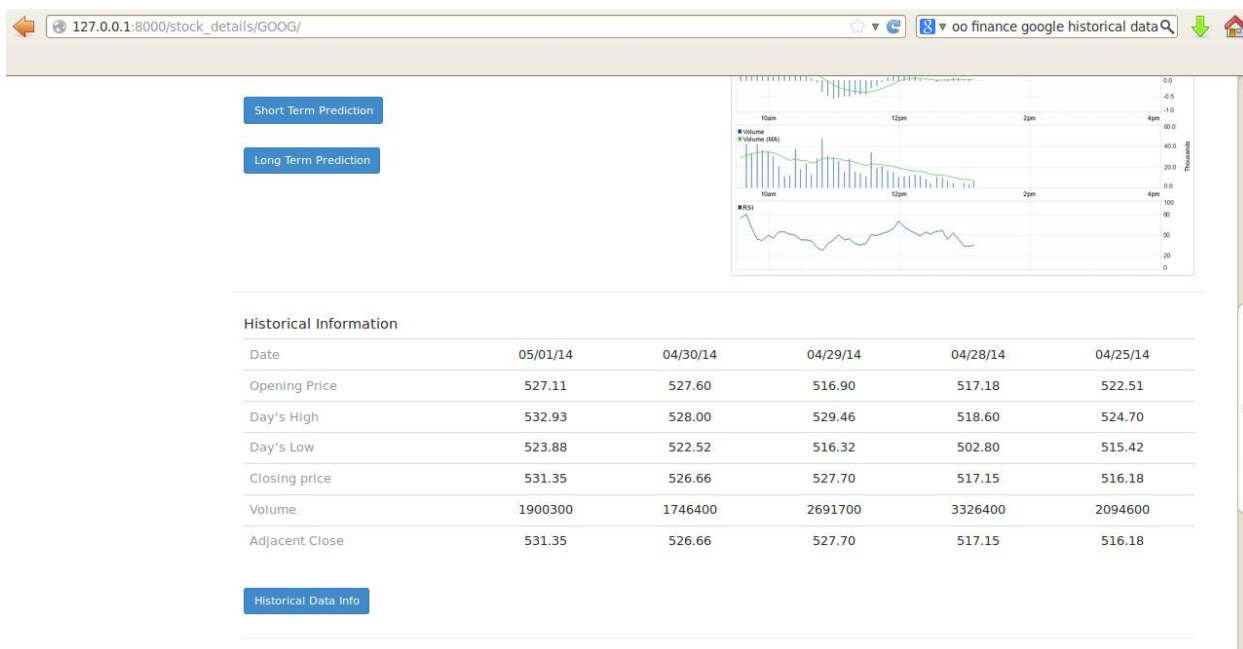 127.0.0.1:8000/stock_details/GOOG/
oo finance google historical data
Short Term Prediction
Long Term Prediction
0.0
-0.5
-1.0
10am 12pm 2pm 4pm
Volume
Volume (MA)
60.0
40.0
20.0
0.0
Thousands
10am 12pm 2pm 4pm
RSI
100
80
50
20
0
Historical Information
Date 05/01/14 04/30/14 04/29/14 04/28/14 04/25/14
Opening Price 527.11 527.60 516.90 517.18 522.51
Day's High 532.93 528.00 529.46 518.60 524.70
Day's Low 523.88 522.52 516.32 502.80 515.42
Closing price 531.35 526.66 527.70 517.15 516.18
Volume 1900300 1746400 2691700 3326400 2094600
Adjacent Close 531.35 526.66 527.70 517.15 516.18
Historical Data Info